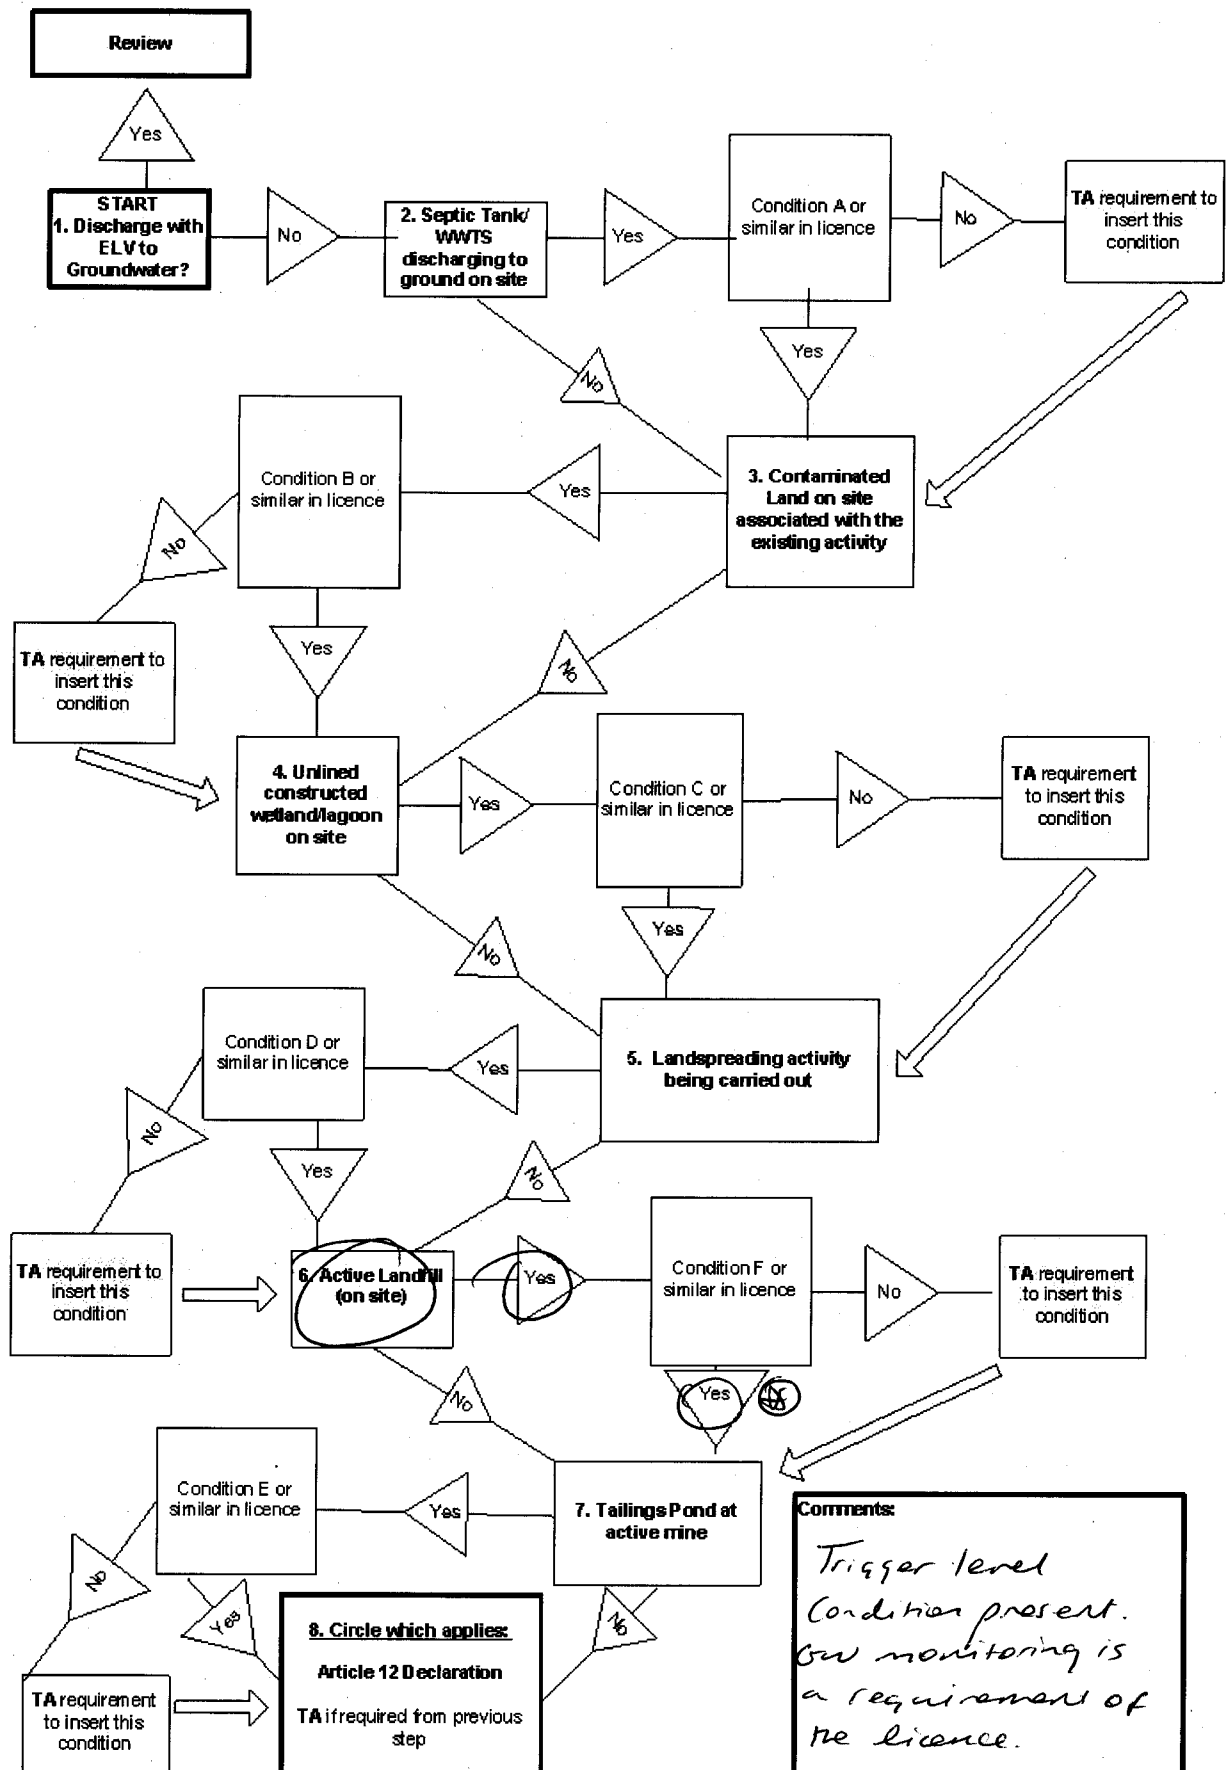 Review
Yes
START
1. Discharge with
ELV to
Groundwater?
No
2. Septic Tank/
WWTS
discharging to
ground on site
Yes
Condition A or
similar in licence
No
TA requirement to
insert this
condition
Yes
No
3. Contaminated
Land on site
associated with the
existing activity
Yes
Condition B or
similar in licence
No
TA requirement to
insert this
condition
Yes
No
4. Unlined
constructed
wetland/lagoon
on site
Yes
Condition C or
similar in licence
No
TA requirement
to insert this
condition
Yes
No
5. Landspreading activity
being carried out
Yes
Condition D or
similar in licence
No
TA requirement to
insert this
condition
Yes
No
6. Active Landfill
(on site)
Yes
Condition F or
similar in licence
No
TA requirement
to insert this
condition
Yes
No
7. Tailings Pond at
active mine
Yes
Condition E or
similar in licence
No
TA requirement
to insert this
condition
Yes
No
8. Circle which applies:
Article 12 Declaration
TA if required from previous
step
Comments:
Trigger level
Condition present.
GW monitoring is
a requirement of
the licence.